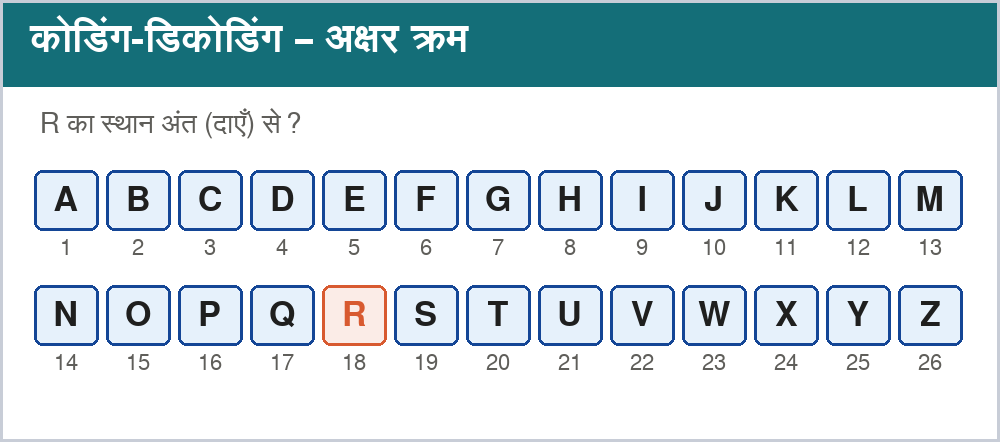 कोडिंग-डिकोडिंग – अक्षर क्रम
R का स्थान अंत (दाएँ) से ?
A B C D E F G H I J K L M
1 2 3 4 5 6 7 8 9 10 11 12 13
N O P Q R S T U V W X Y Z
14 15 16 17 18 19 20 21 22 23 24 25 26